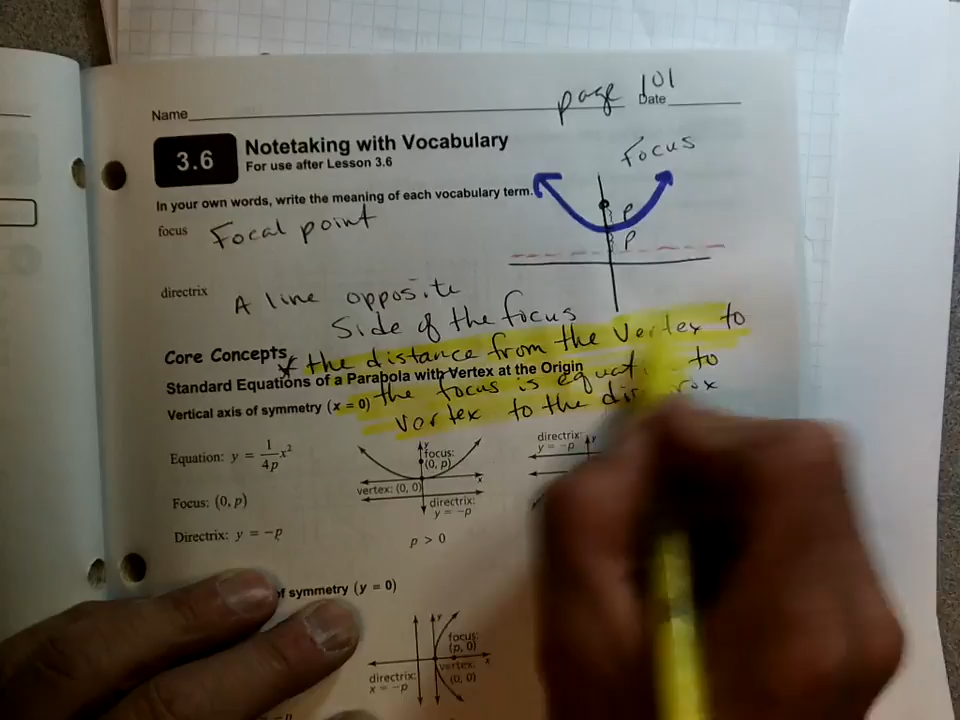 page 101
Name Date
3.6 Notetaking with Vocabulary
For use after Lesson 3.6
Focus
In your own words, write the meaning of each vocabulary term.
focus Focal point
P
P
directrix A line opposite
Side of the focus
Core Concepts * the distance from the Vertex to
Standard Equations of a Parabola with Vertex at the Origin
the focus is equal to
Vertical axis of symmetry (x = 0)
vertex to the
Equation: y = 1/4p x²
y
focus:
(0, p)
x
vertex: (0, 0)
directrix:
y = −p
directrix:
y = −p
y
Focus: (0, p)
Directrix: y = −p
p > 0
of symmetry (y = 0)
y
focus:
(p, 0)
x
vertex:
(0, 0)
directrix:
x = −p